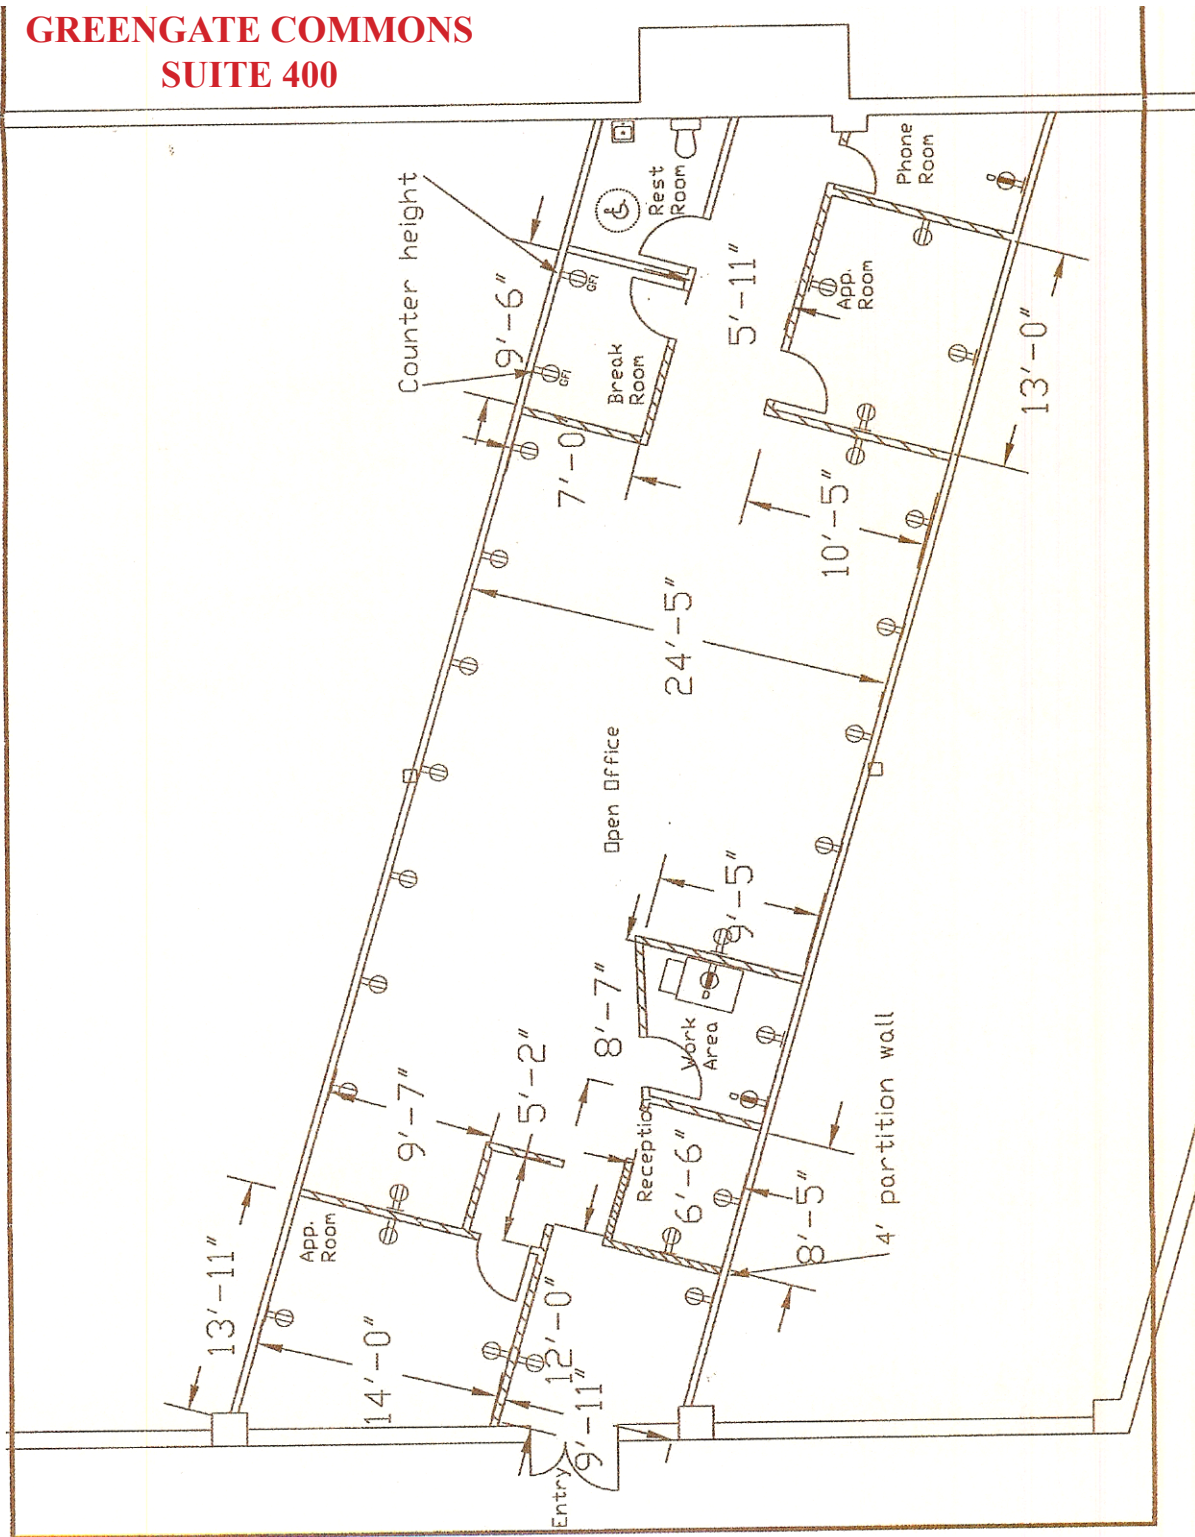 GREENGATE COMMONS
SUITE 400
Counter height
Rest
Room
Phone
Room
9'-6"
GFI
GFI
5'-11"
App.
Room
Break
Room
13'-0"
7'-0
10'-5"
24'-5"
Open Office
9'-5"
8'-7"
Work
Area
5'-2"
9'-7"
Reception
6'-6"
4' partition wall
8'-5"
App.
Room
13'-11"
14'-0"
12'-0"
9'-11"
Entry